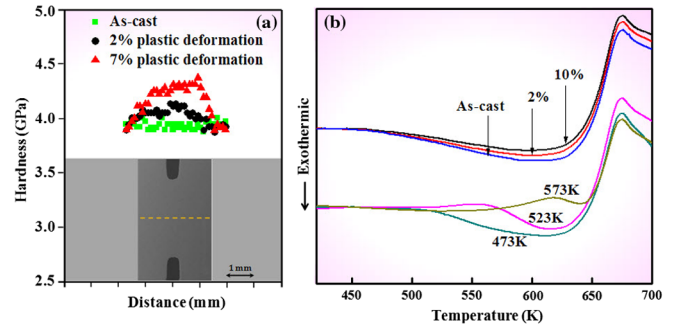 (a)
As-cast
2% plastic deformation
7% plastic deformation
5.0
4.5
4.0
3.5
3.0
2.5
Hardness (GPa)
1 mm
Distance (mm)
(b)
As-cast
2%
10%
Exothermic
573K
523K
473K
450
500
550
600
650
700
Temperature (K)